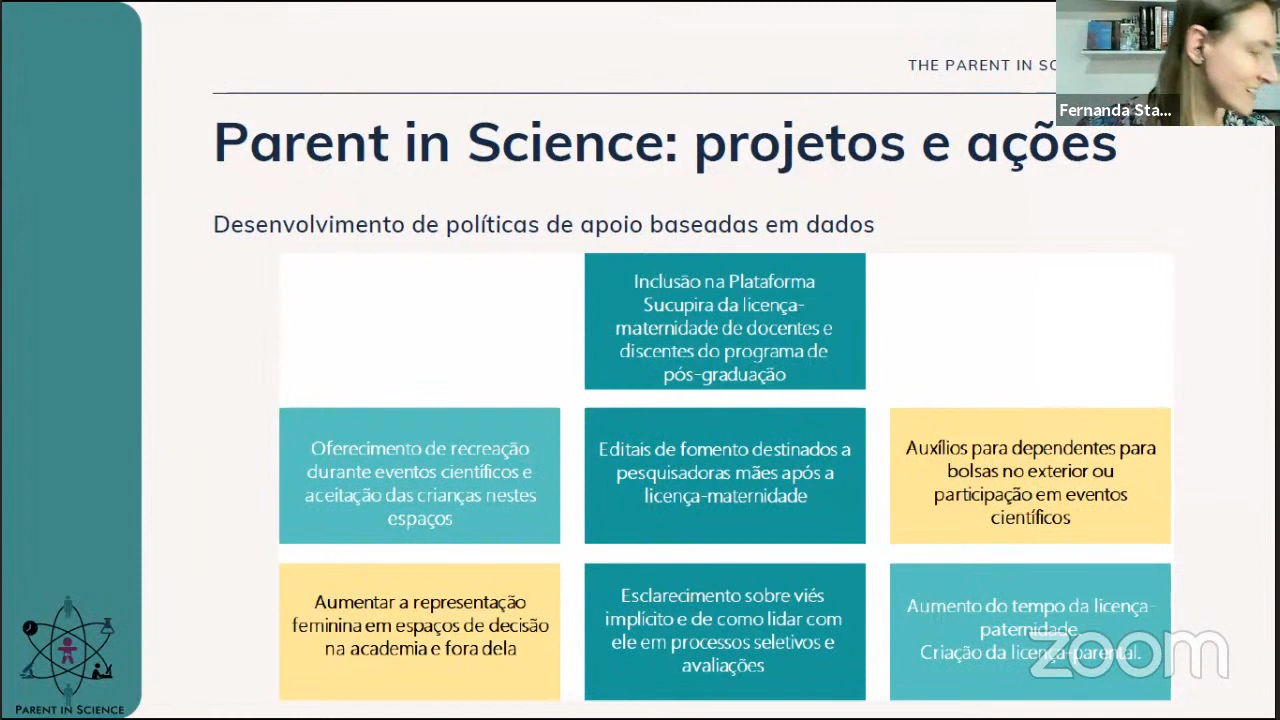 THE PARENT IN
Fernanda Sta...
Parent in Science: projetos e ações
Desenvolvimento de políticas de apoio baseadas em dados
Inclusão na Plataforma
Sucupira da licença-
maternidade de docentes e
discentes do programa de
pós-graduação
Oferecimento de recreação
durante eventos científicos e
aceitação das crianças nestes
espaços
Editais de fomento destinados a
pesquisadoras mães após a
licença-maternidade
Auxílios para dependentes para
bolsas no exterior ou
participação em eventos
científicos
Aumentar a representação
feminina em espaços de decisão
na academia e fora dela
Esclarecimento sobre viés
implícito e de como lidar com
ele em processos seletivos e
avaliações
Aumento do tempo da licença-
paternidade.
Criação da licença-parental.
zoom
PARENT IN SCIENCE